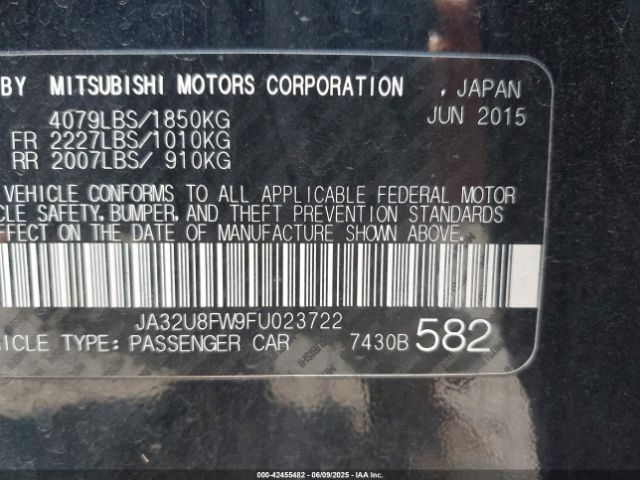 BY MITSUBISHI MOTORS CORPORATION , JAPAN
4079LBS/1850KG JUN 2015
FR 2227LBS/1010KG
RR 2007LBS/ 910KG
VEHICLE CONFORMS TO ALL APPLICABLE FEDERAL MOTOR
CLE SAFETY, BUMPER, AND THEFT PREVENTION STANDARDS
EFFECT ON THE DATE OF MANUFACTURE SHOWN ABOVE.
JA32U8FW9FU023722
HICLE TYPE: PASSENGER CAR 7430B 582
000-42455482 - 06/09/2025 - IAA Inc.